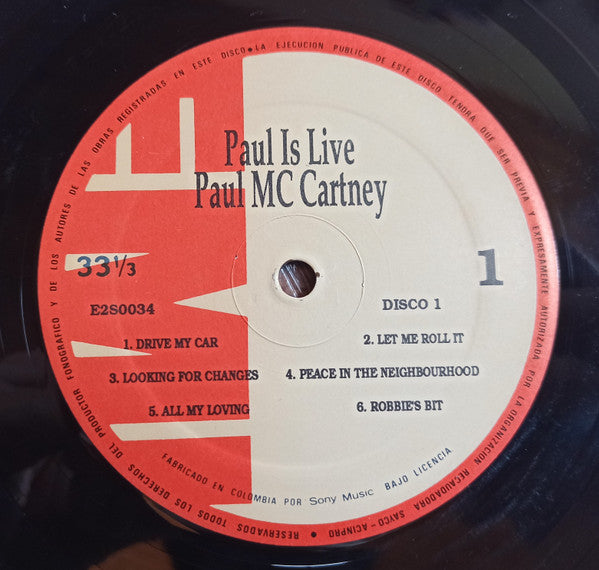 RESERVADOS TODOS LOS DERECHOS DEL PRODUCTOR FONOGRAFICO Y DE LOS AUTORES DE LAS OBRAS REGISTRADAS EN ESTE DISCO • LA EJECUCION PUBLICA DE ESTE DISCO TENDRA QUE SER PREVIA Y EXPRESAMENTE AUTORIZADA POR LA ORGANIZACION RECAUDADORA SAYCO-ACINPRO •
EMI
Paul Is Live
Paul MC Cartney
33⅓
1
E2S0034
DISCO 1
1. DRIVE MY CAR
2. LET ME ROLL IT
3. LOOKING FOR CHANGES
4. PEACE IN THE NEIGHBOURHOOD
5. ALL MY LOVING
6. ROBBIE'S BIT
FABRICADO EN COLOMBIA POR Sony Music BAJO LICENCIA